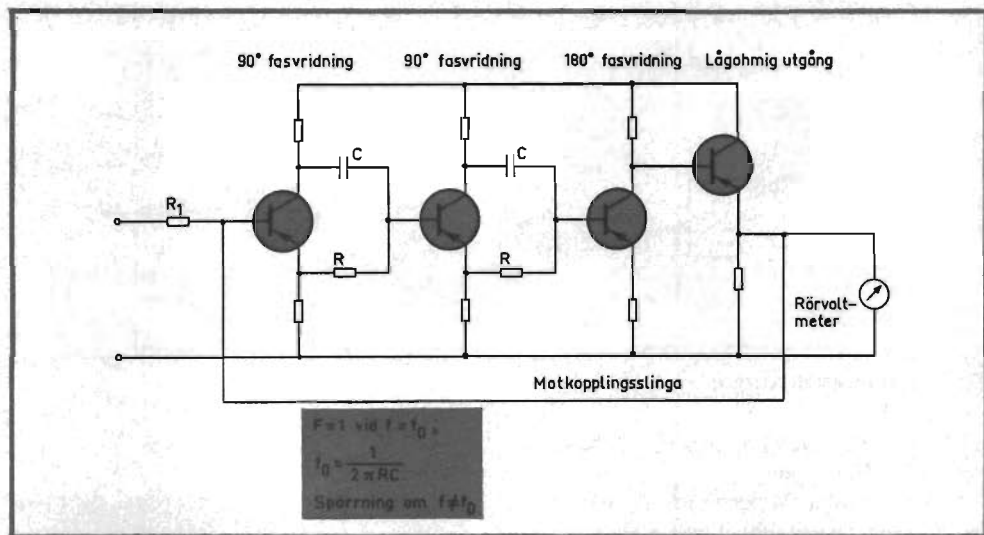 90° fasvridning
90° fasvridning
180° fasvridning
Lågohmig utgång
C
C
R₁
R
R
Rörvolt-
meter
Motkopplingsslinga
F=1 vid f=f₀;
f₀ = 1/(2πRC)
Spärrning om f≠f₀